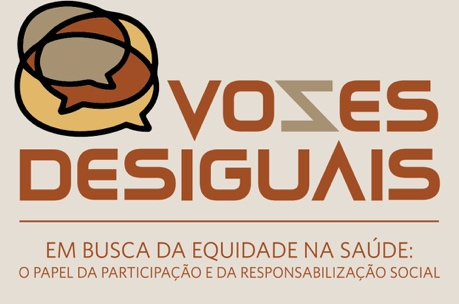 VOZES
DESIGUAIS
EM BUSCA DA EQUIDADE NA SAÚDE:
O PAPEL DA PARTICIPAÇÃO E DA RESPONSABILIZAÇÃO SOCIAL